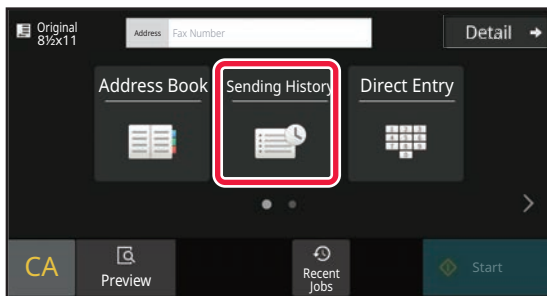 Original
8½x11
Address Fax Number
Detail
Address Book
Sending History
Direct Entry
CA
Preview
Recent
Jobs
Start